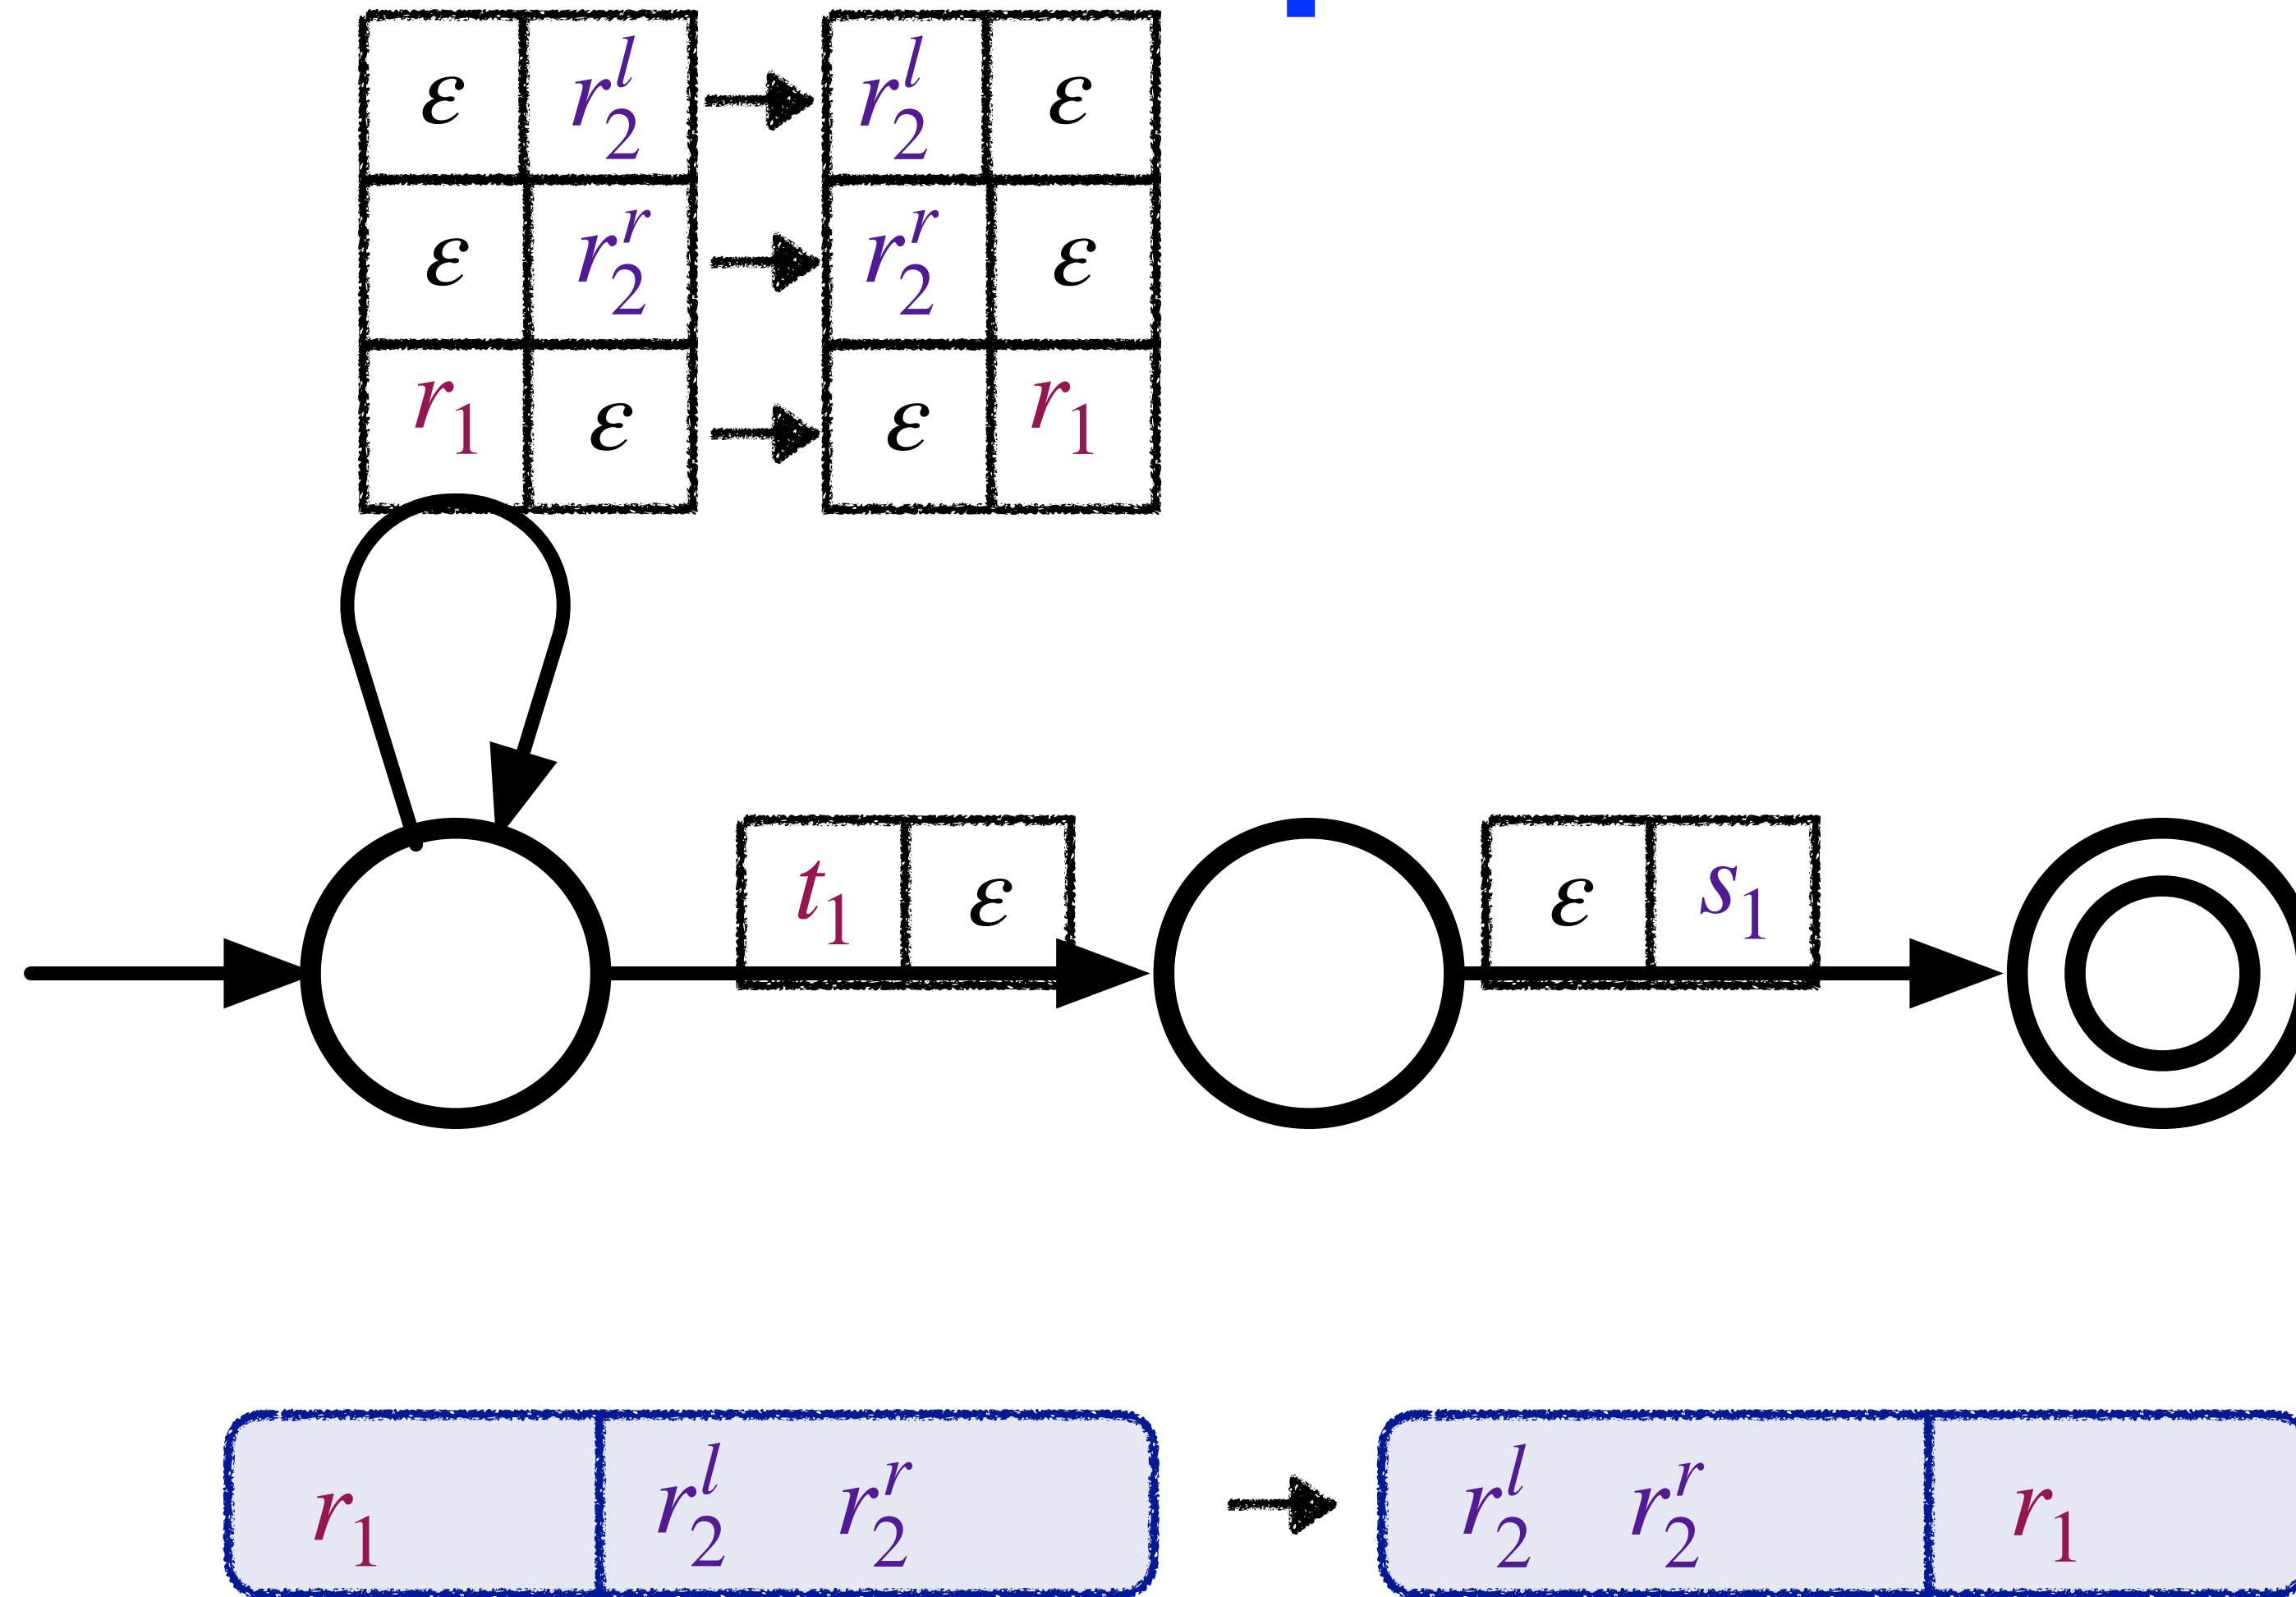 ε r₂ˡ → r₂ˡ ε
ε r₂ʳ → r₂ʳ ε
r₁ ε → ε r₁
t₁ ε ε s₁
r₁ r₂ˡ r₂ʳ → r₂ˡ r₂ʳ r₁